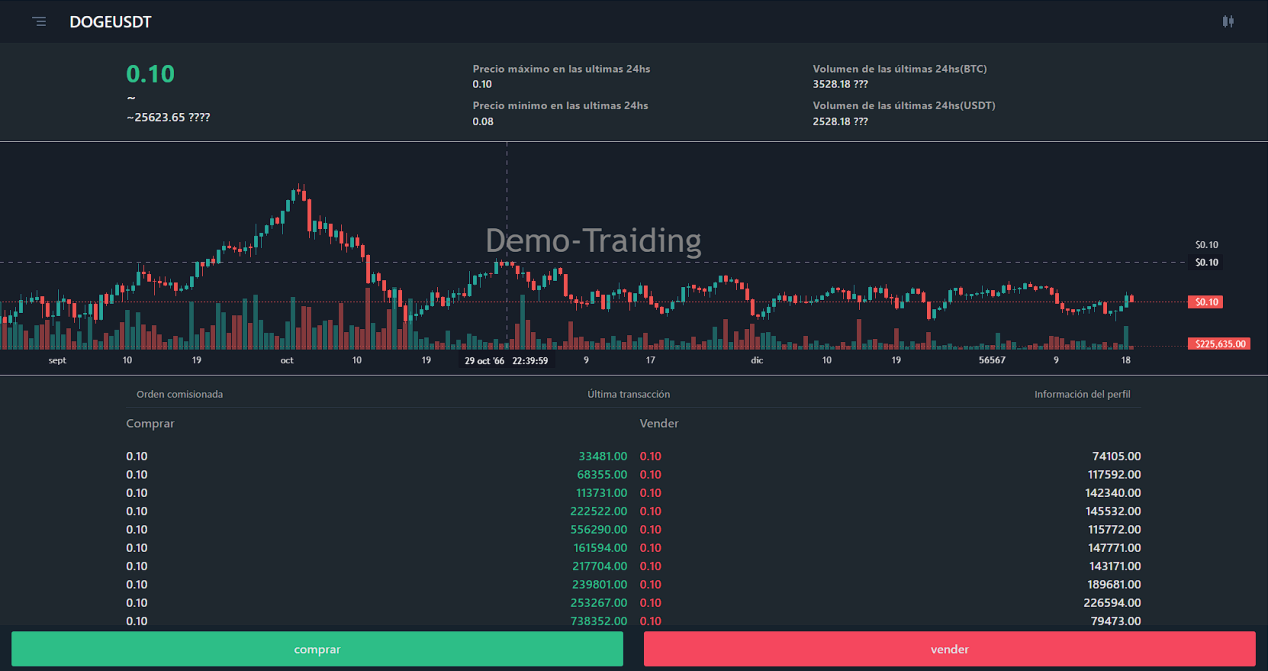 DOGEUSDT
0.10
~
~25623.65 ????
Precio máximo en las ultimas 24hs
0.10
Precio minimo en las ultimas 24hs
0.08
Volumen de las últimas 24hs(BTC)
3528.18 ???
Volumen de las últimas 24hs(USDT)
2528.18 ???
Demo-Traiding
$0.10
$0.10
$0.10
$225,635.00
sept 10 19 oct 10 19 29 oct '66 22:39:59 9 17 dic 10 19 56567 9 18
Orden comisionada Última transacción Información del perfil
Comprar Vender
0.10 33481.00 0.10 74105.00
0.10 68355.00 0.10 117592.00
0.10 113731.00 0.10 142340.00
0.10 222522.00 0.10 145532.00
0.10 556290.00 0.10 115772.00
0.10 161594.00 0.10 147771.00
0.10 217704.00 0.10 143171.00
0.10 239801.00 0.10 189681.00
0.10 253267.00 0.10 226594.00
0.10 738352.00 0.10 79473.00
comprar vender